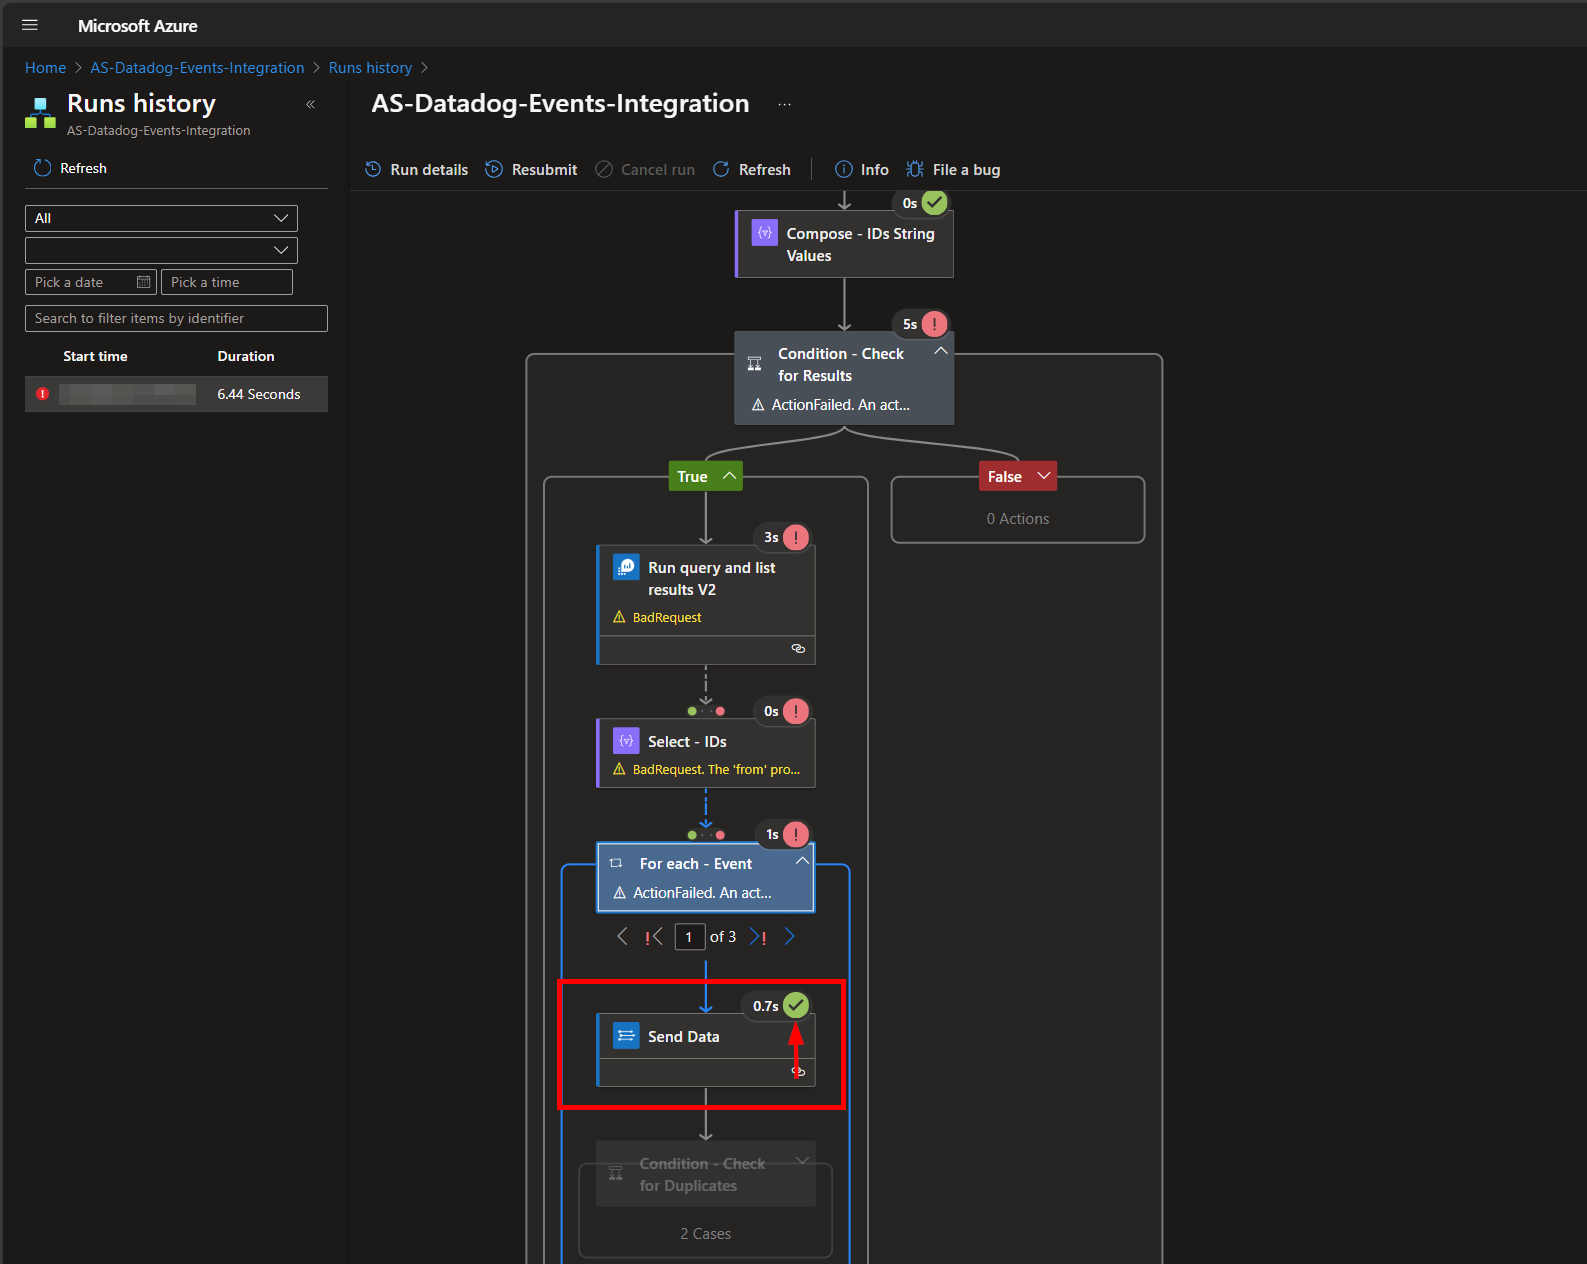 Microsoft Azure
Home > AS-Datadog-Events-Integration > Runs history >
Runs history «
AS-Datadog-Events-Integration
Refresh
All
Pick a date
Pick a time
Search to filter items by identifier
Start time
Duration
6.44 Seconds
AS-Datadog-Events-Integration ...
Run details
Resubmit
Cancel run
Refresh
Info
File a bug
0s
Compose - IDs String
Values
5s !
Condition - Check
for Results
ActionFailed. An act...
True
False
0 Actions
3s !
Run query and list
results V2
BadRequest
0s !
Select - IDs
BadRequest. The 'from' pro...
1s !
For each - Event
ActionFailed. An act...
1 of 3
0.7s
Send Data
Condition - Check
for Duplicates
2 Cases